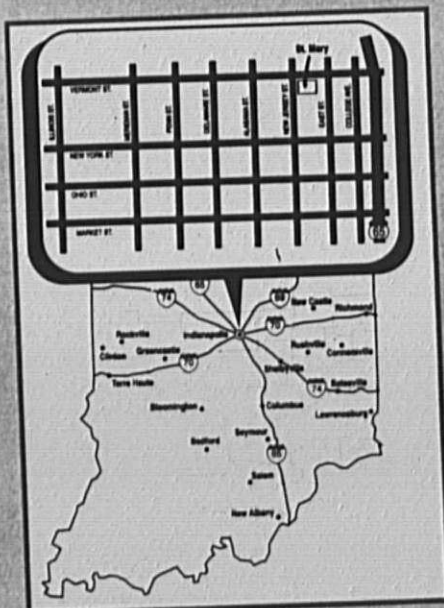 St. Mary
VERMONT ST.
ILLINOIS ST.
MERIDIAN ST.
PENN ST.
DELAWARE ST.
ALABAMA ST.
NEW JERSEY ST.
EAST ST.
COLLEGE AVE.
NEW YORK ST.
OHIO ST.
MARKET ST.
65
65
74
69
New Castle
Richmond
70
Rockville
Indianapolis
Clinton
Greencastle
Rushville
Connersville
70
Shelbyville
Terre Haute
74
Batesville
Bloomington
Columbus
Lawrenceburg
Seymour
Bedford
65
Salem
New Albany